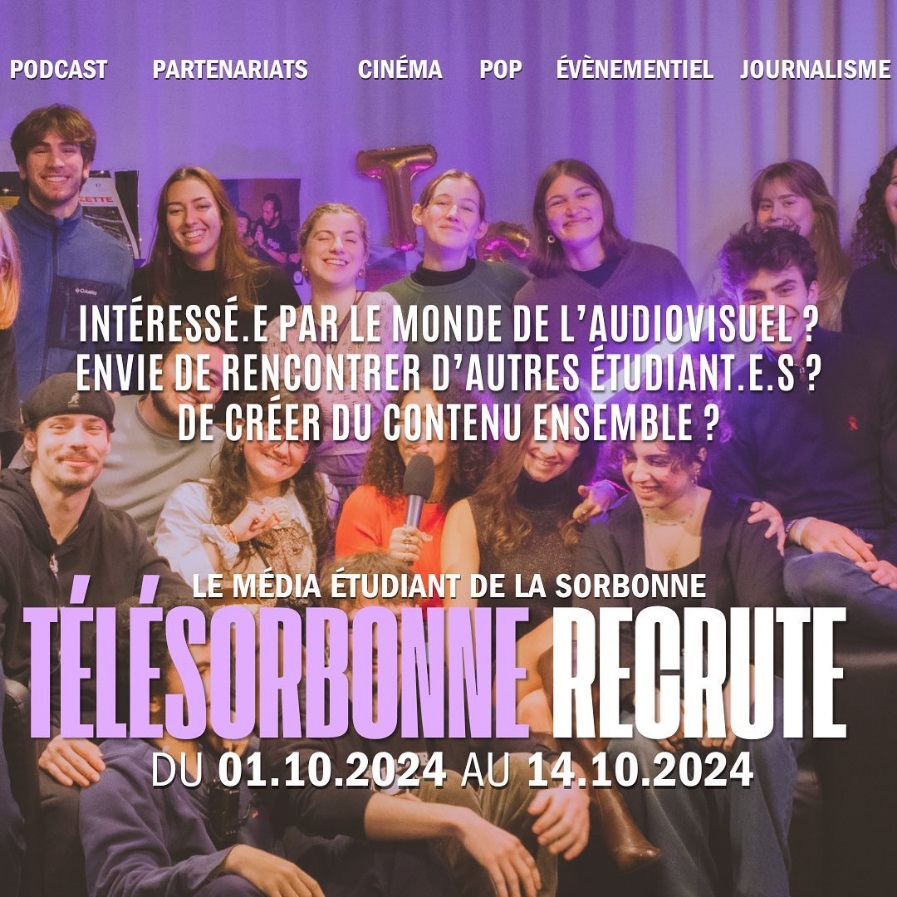 PODCAST PARTENARIATS CINÉMA POP ÉVÈNEMENTIEL JOURNALISME
T
INTÉRESSÉ.E PAR LE MONDE DE L'AUDIOVISUEL ?
ENVIE DE RENCONTRER D'AUTRES ÉTUDIANT.E.S ?
DE CRÉER DU CONTENU ENSEMBLE ?
LE MÉDIA ÉTUDIANT DE LA SORBONNE
TÉLÉSORBONNE RECRUTE
DU 01.10.2024 AU 14.10.2024